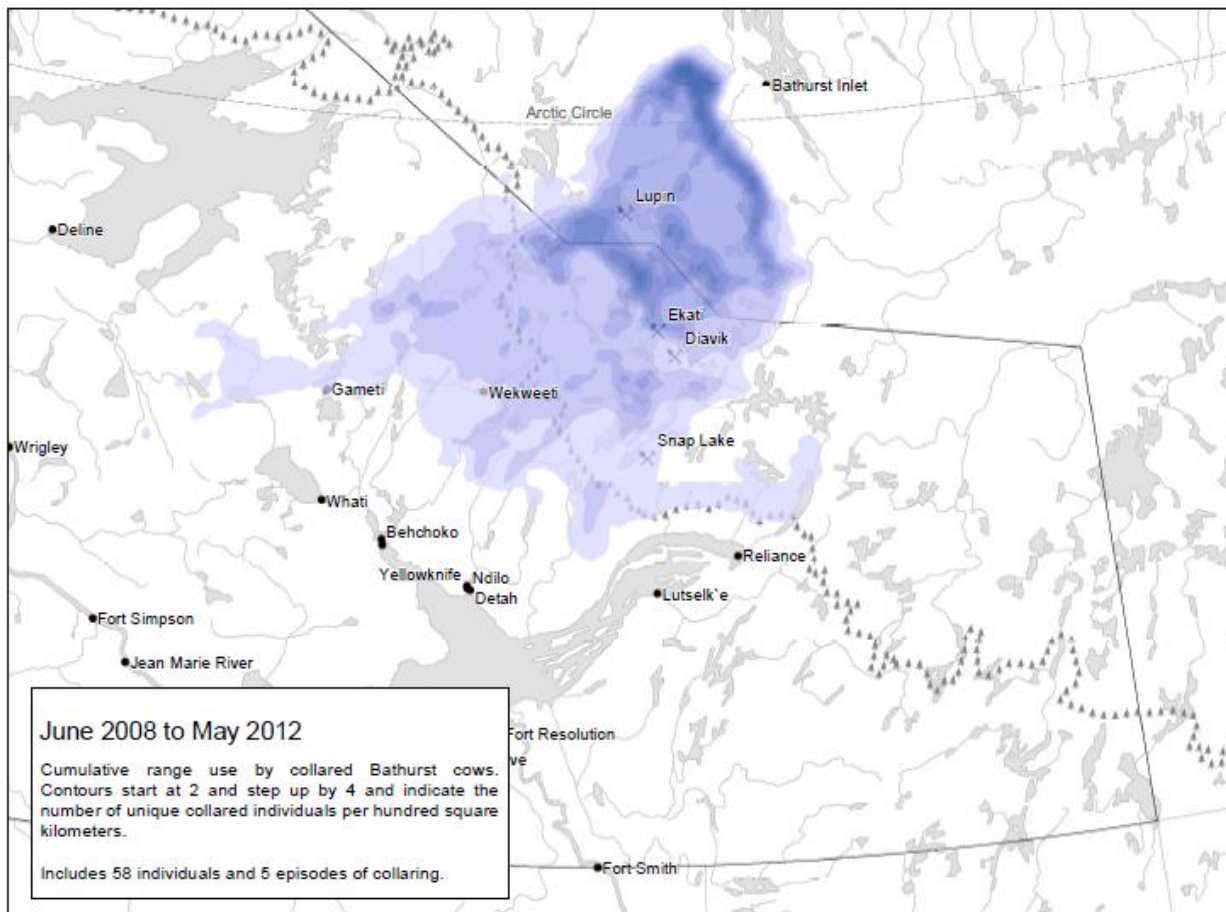 Bathurst Inlet
Arctic Circle
Lupin
Deline
Ekati
Diavik
Gameti
Wekweeti
Snap Lake
Wrigley
Whati
Behchoko
Reliance
Yellowknife
Ndilo
Detah
Lutselk`e
Fort Simpson
Jean Marie River
Fort Resolution
ve
Fort Smith
June 2008 to May 2012
Cumulative range use by collared Bathurst cows.
Contours start at 2 and step up by 4 and indicate the
number of unique collared individuals per hundred square
kilometers.
Includes 58 individuals and 5 episodes of collaring.